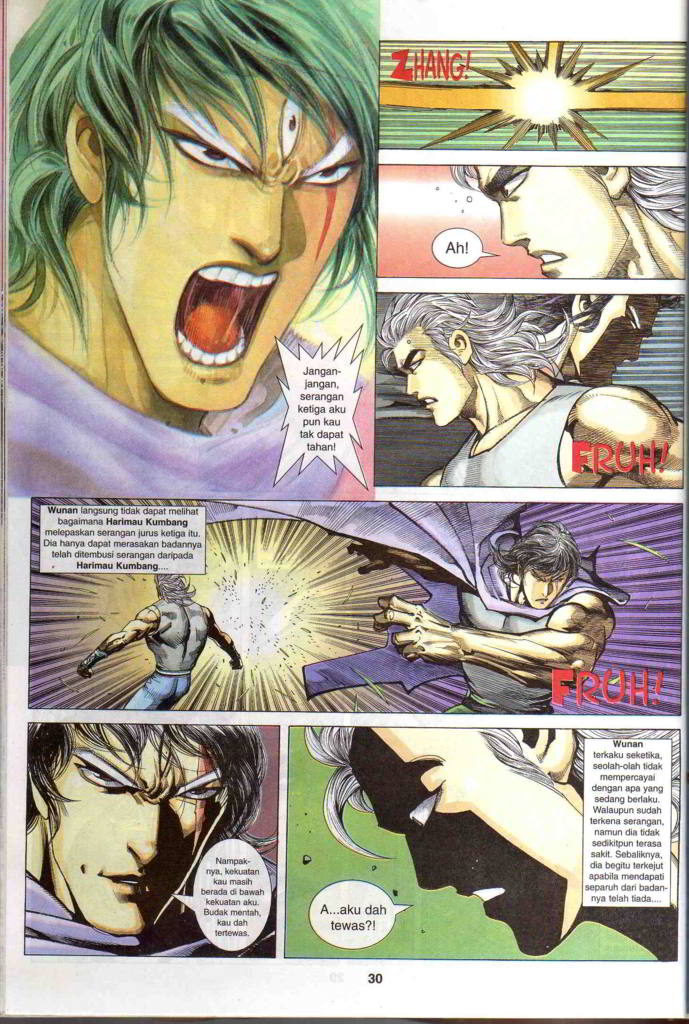 Jangan-
jangan,
serangan
ketiga aku
pun kau
tak dapat
tahan!
ZHANG!
Ah!
FRUH!
Wunan langsung tidak dapat melihat
bagaimana Harimau Kumbang
melepaskan serangan jurus ketiga itu.
Dia hanya dapat merasakan badannya
telah ditembusi serangan daripada
Harimau Kumbang....
FRUH!
Nampak-
nya, kekuatan
kau masih
berada di bawah
kekuatan aku.
Budak mentah,
kau dah
tertewas.
A...aku dah
tewas?!
Wunan
terkaku seketika,
seolah-olah tidak
mempercayai
dengan apa yang
sedang berlaku.
Walaupun sudah
terkena serangan,
namun dia tidak
sedikitpun terasa
sakit. Sebaliknya,
dia begitu terkejut
apabila mendapati
separuh dari badan-
nya telah tiada....
30